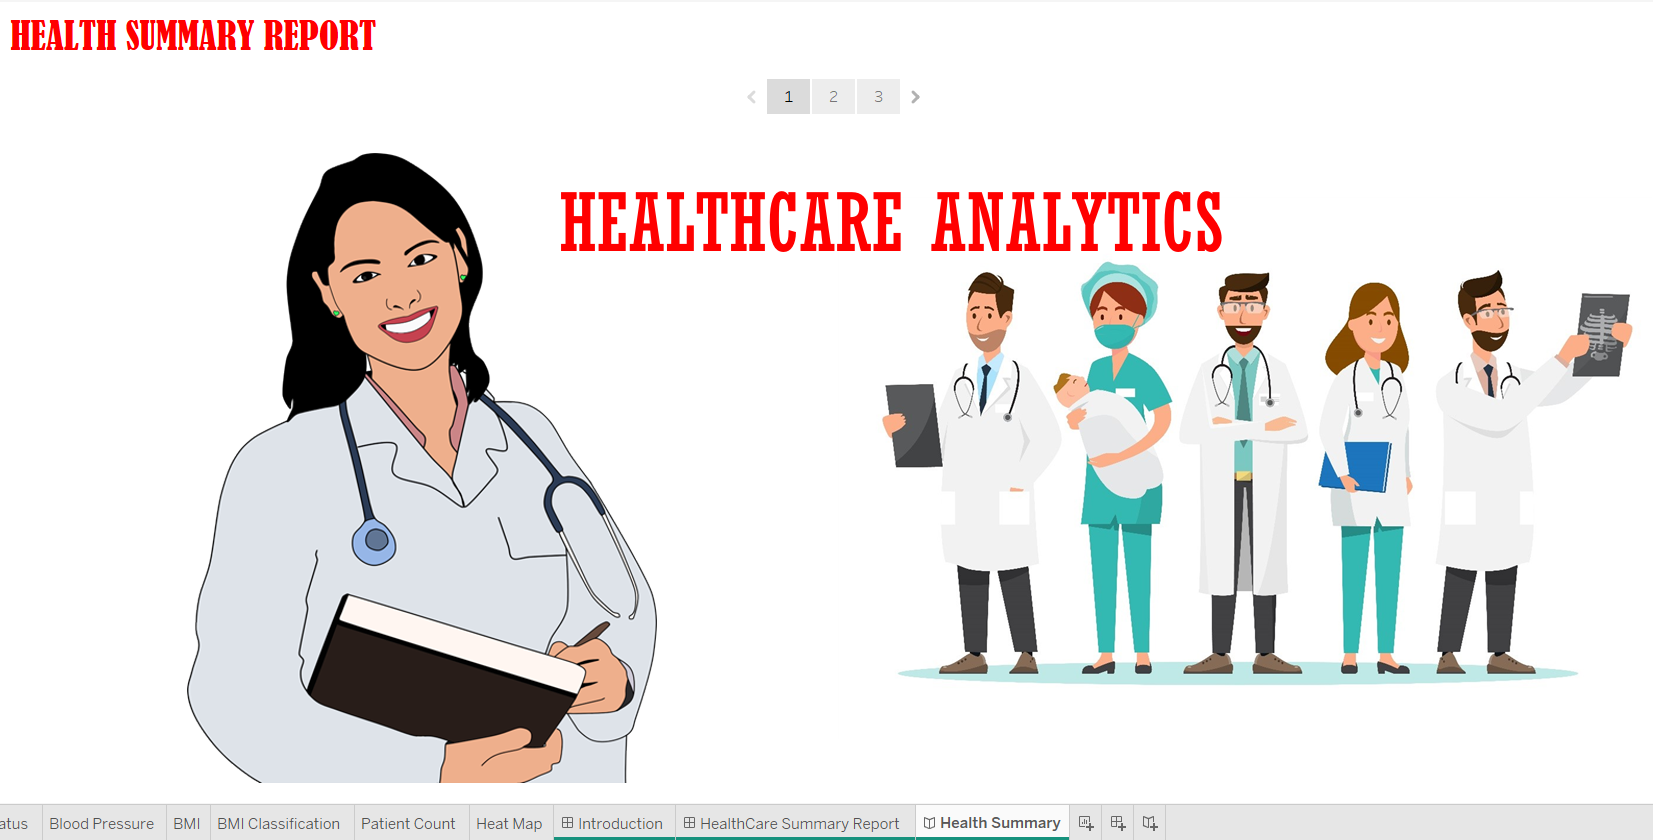 HEALTH SUMMARY REPORT
1 2 3
HEALTHCARE ANALYTICS
atus Blood Pressure BMI BMI Classification Patient Count Heat Map Introduction HealthCare Summary Report Health Summary